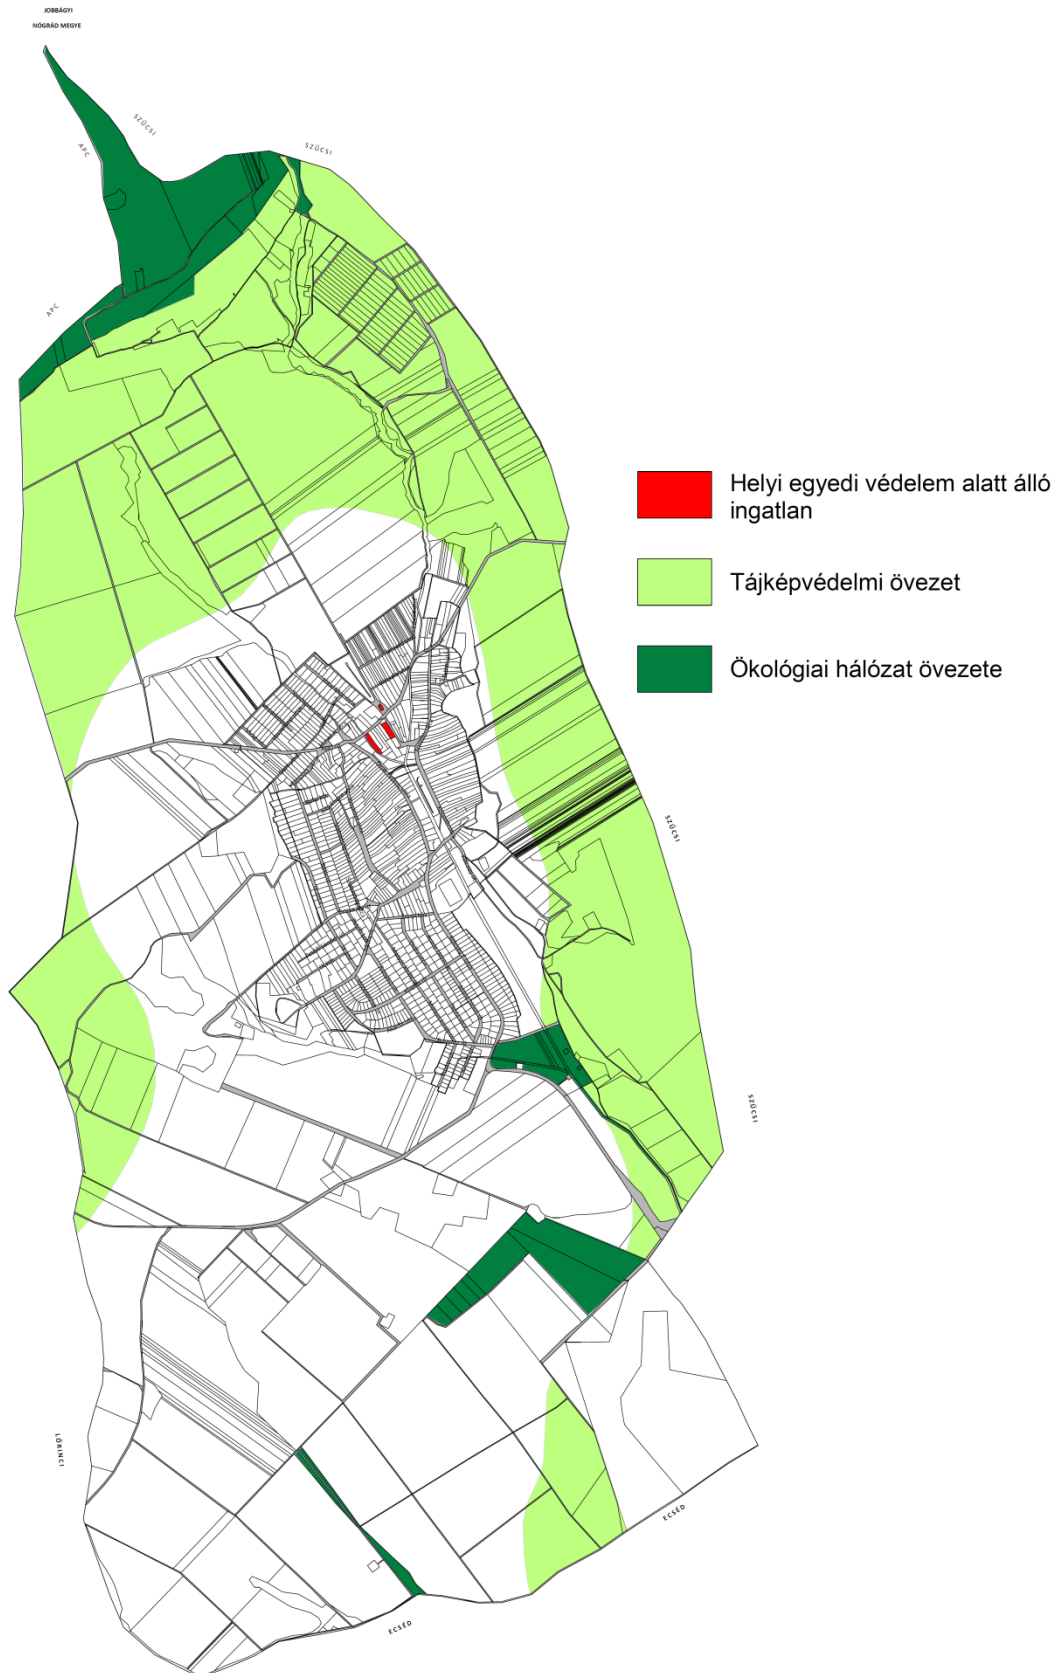 JOBBÁGYI
NÓGRÁD MEGYE
SZŰCSI
APC
SZŰCSI
APC
Helyi egyedi védelem alatt álló
ingatlan
Tájképvédelmi övezet
Ökológiai hálózat övezete
SZŰCSI
SZŰCSI
LŐRINCI
ECSÉD
ECSÉD